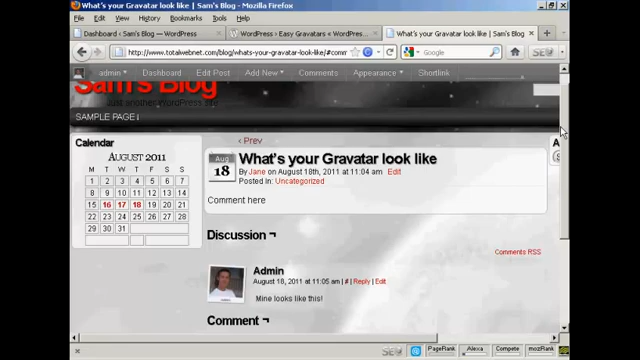 What's your Gravatar look like | Sam's Blog - Mozilla Firefox
File Edit View History Bookmarks Tools Help
Dashboard ‹ Sam's Blog — WordPress
WordPress › Easy Gravatars « WordPres...
What's your Gravatar look like | Sam's Blog
http://www.totalwebnet.com/blog/whats-your-gravatar-look-like/#comm
Google
SEO
admin Dashboard Edit Post Add New Comments Appearance Shortlink
Sam's Blog
Just another WordPress site
SAMPLE PAGE↓
Calendar
AUGUST 2011
M T W T F S S
1 2 3 4 5 6 7
8 9 10 11 12 13 14
15 16 17 18 19 20 21
22 23 24 25 26 27 28
29 30 31
‹ Prev
Aug
18
What's your Gravatar look like
By Jane on August 18th, 2011 at 11:04 am Edit
Posted In: Uncategorized
Comment here
Discussion ¬
Comments RSS
Admin
August 18, 2011 at 11:05 am | # | Reply | Edit
Mine looks like this!
Comment ¬
A
SEO PageRank Alexa Compete mozRank